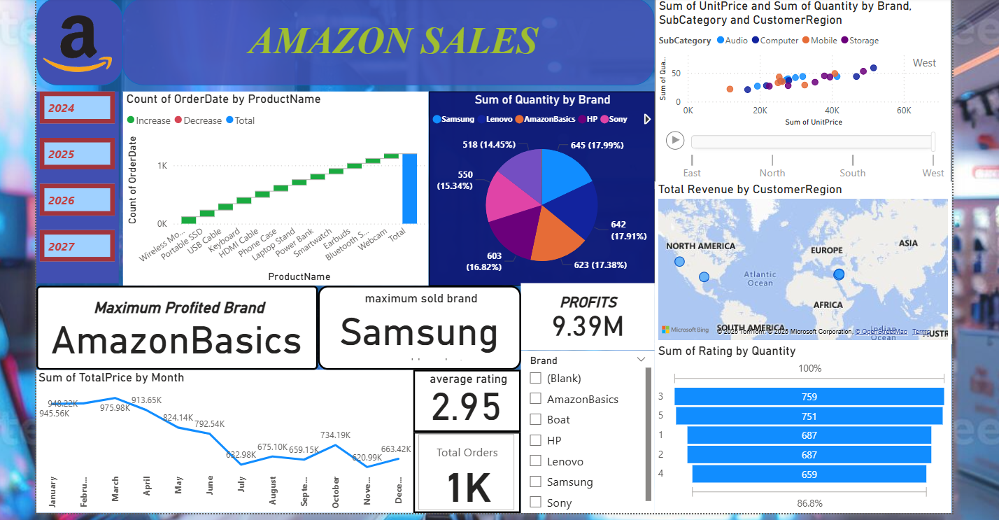 a
AMAZON SALES
2024
2025
2026
2027
Count of OrderDate by ProductName
Increase Decrease Total
Count of OrderDate
1K
0K
Wireless Mo...
Portable SSD
USB Cable
Keyboard
HDMI Cable
Phone Case
Laptop Stand
Power Bank
Smartwatch
Earbuds
Bluetooth S...
Webcam
Total
ProductName
Sum of Quantity by Brand
Samsung Lenovo AmazonBasics HP Sony
518 (14.45%)
645 (17.99%)
550
(15.34%)
642
(17.91%)
603
(16.82%)
623 (17.38%)
Sum of UnitPrice and Sum of Quantity by Brand,
SubCategory and CustomerRegion
SubCategory Audio Computer Mobile Storage
Sum of Qua...
50
0
West
0K 20K 40K 60K
Sum of UnitPrice
East North South West
Total Revenue by CustomerRegion
NORTH AMERICA
EUROPE
ASIA
Atlantic
Ocean
AFRICA
SOUTH AMERICA
Indian
Ocean
AUSTR
Microsoft Bing
© 2025 TomTom, © 2025 Microsoft Corporation, © OpenStreetMap Terms
Maximum Profited Brand
AmazonBasics
maximum sold brand
Samsung
PROFITS
9.39M
Sum of TotalPrice by Month
948.22K
945.56K
975.98K
913.65K
824.14K
792.54K
632.98K
675.10K
659.15K
734.19K
620.99K
663.42K
January
Febru...
March
April
May
June
July
August
Septe...
October
Nove...
Dece...
average rating
2.95
Total Orders
1K
Brand
(Blank)
AmazonBasics
Boat
HP
Lenovo
Samsung
Sony
Sum of Rating by Quantity
100%
3 759
5 751
1 687
2 687
4 659
86.8%